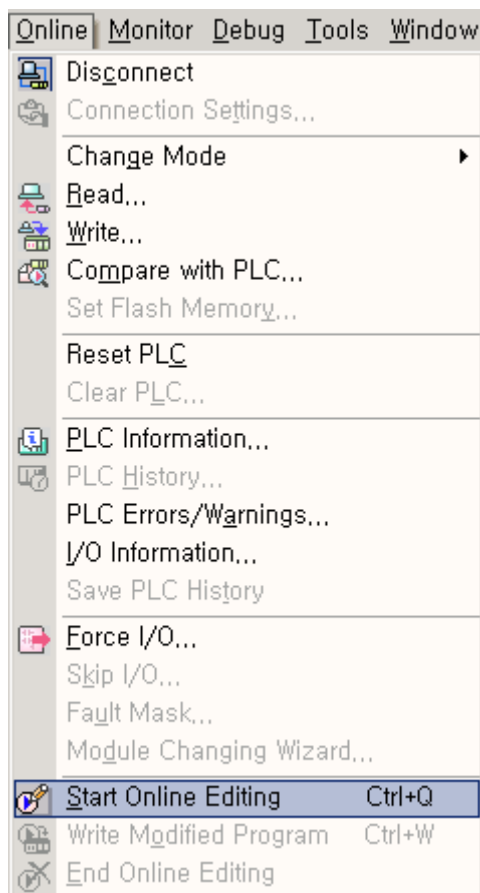 Online Monitor Debug Tools Window
Disconnect
Connection Settings...
Change Mode
Read...
Write...
Compare with PLC...
Set Flash Memory...
Reset PLC
Clear PLC...
PLC Information...
PLC History...
PLC Errors/Warnings...
I/O Information...
Save PLC History
Force I/O...
Skip I/O...
Fault Mask...
Module Changing Wizard...
Start Online Editing Ctrl+Q
Write Modified Program Ctrl+W
End Online Editing